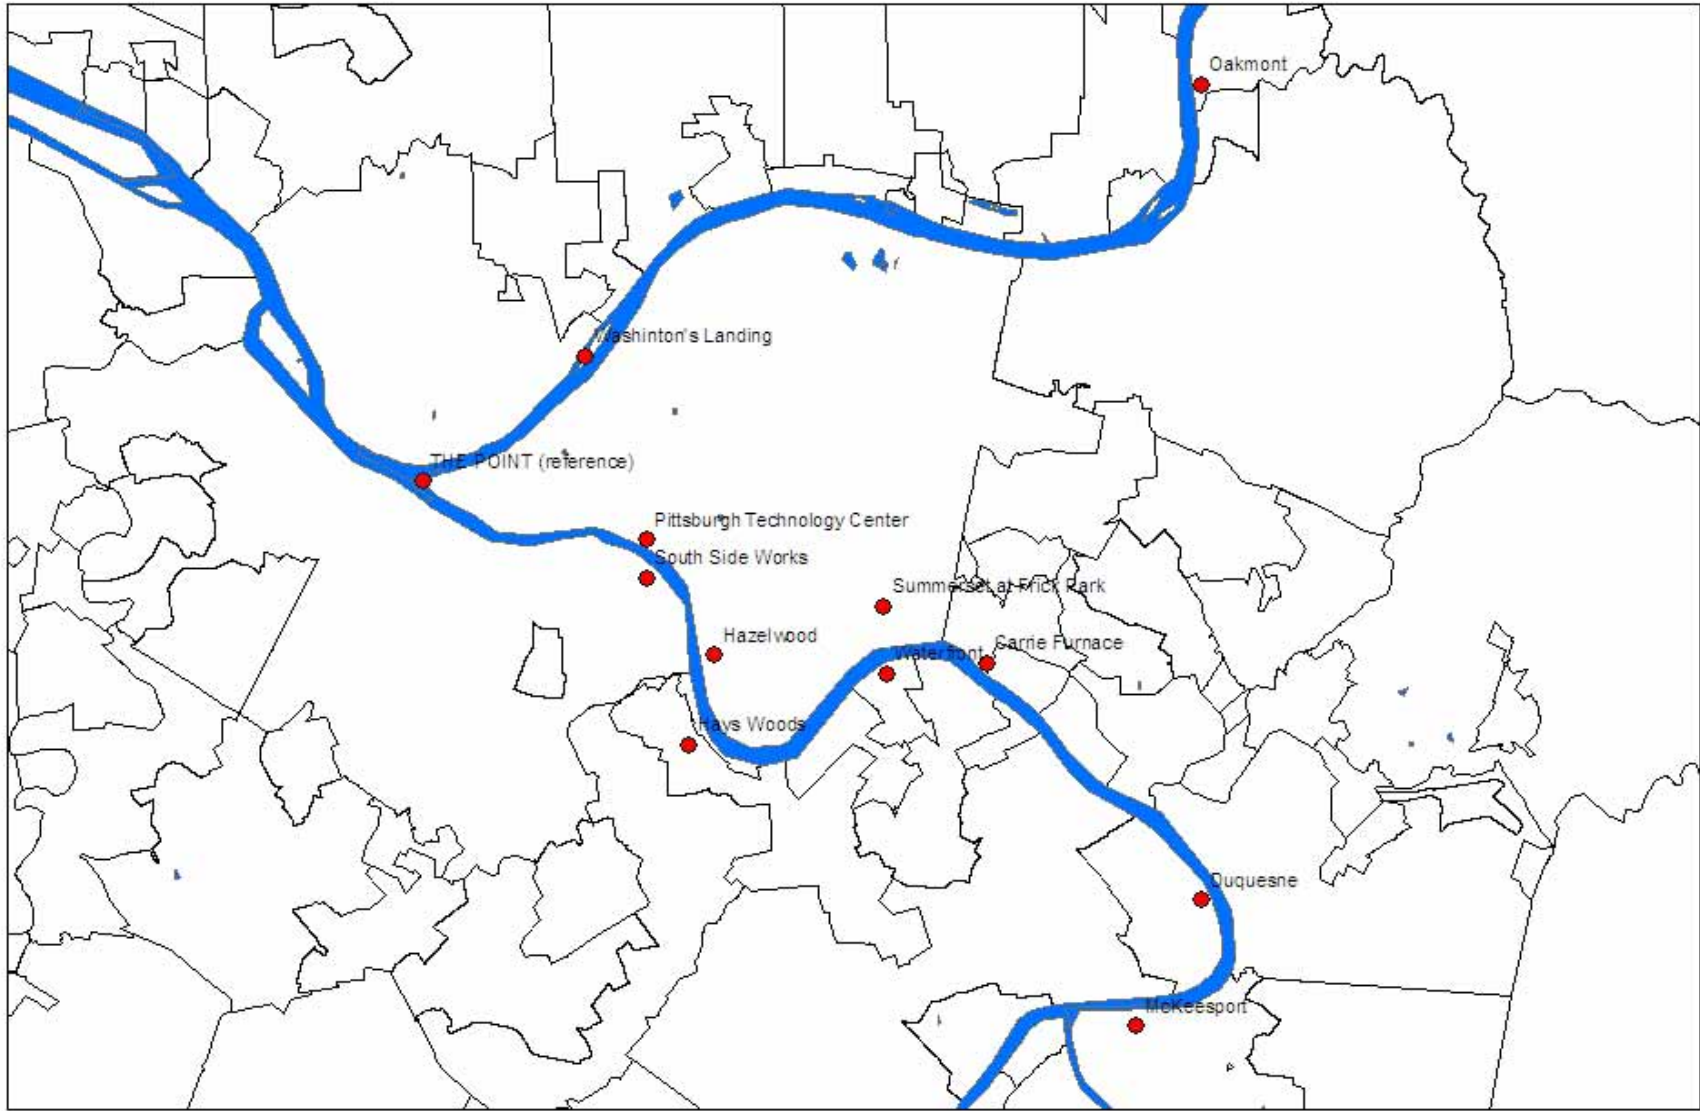 Oakmont
Washinton's Landing
THE POINT (reference)
Pittsburgh Technology Center
South Side Works
Summerset at Frick Park
Hazelwood
Carrie Furnace
Waterfront
Hays Woods
Duquesne
McKeesport